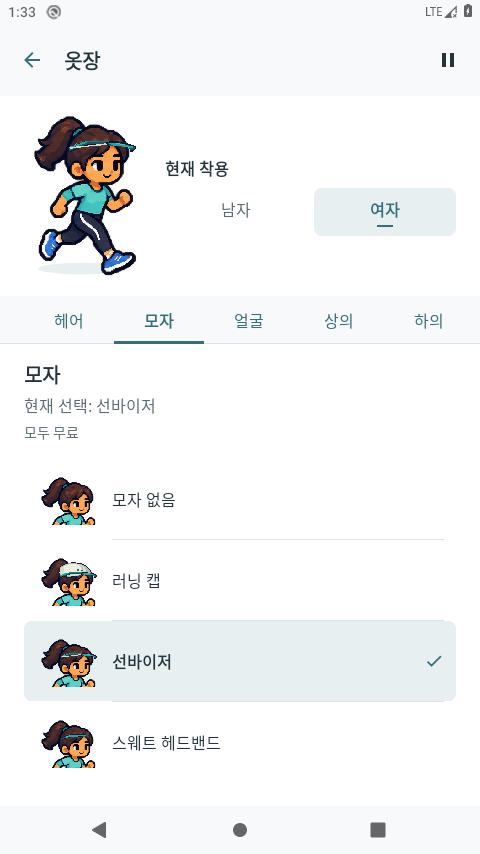 1:33
LTE
옷장
현재 착용
남자
여자
헤어
모자
얼굴
상의
하의
모자
현재 선택: 선바이저
모두 무료
모자 없음
러닝 캡
선바이저
스웨트 헤드밴드